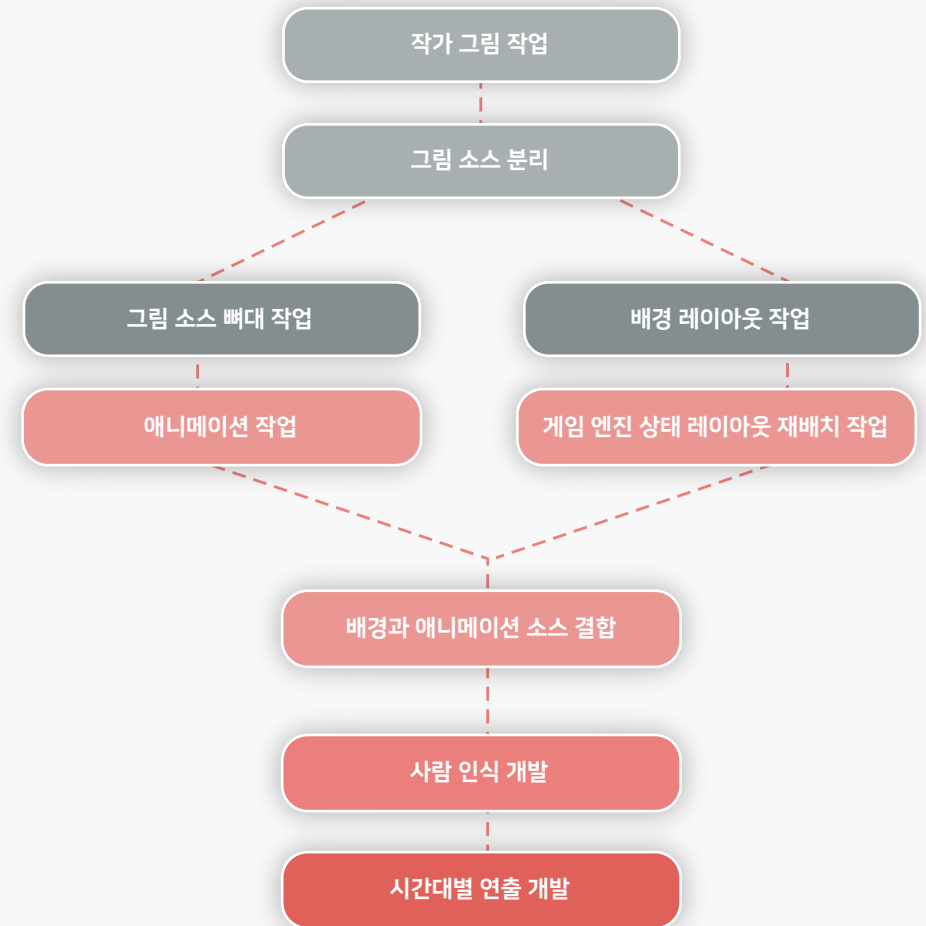 작가 그림 작업
그림 소스 분리
그림 소스 뼈대 작업
배경 레이아웃 작업
애니메이션 작업
게임 엔진 상태 레이아웃 재배치 작업
배경과 애니메이션 소스 결합
사람 인식 개발
시간대별 연출 개발